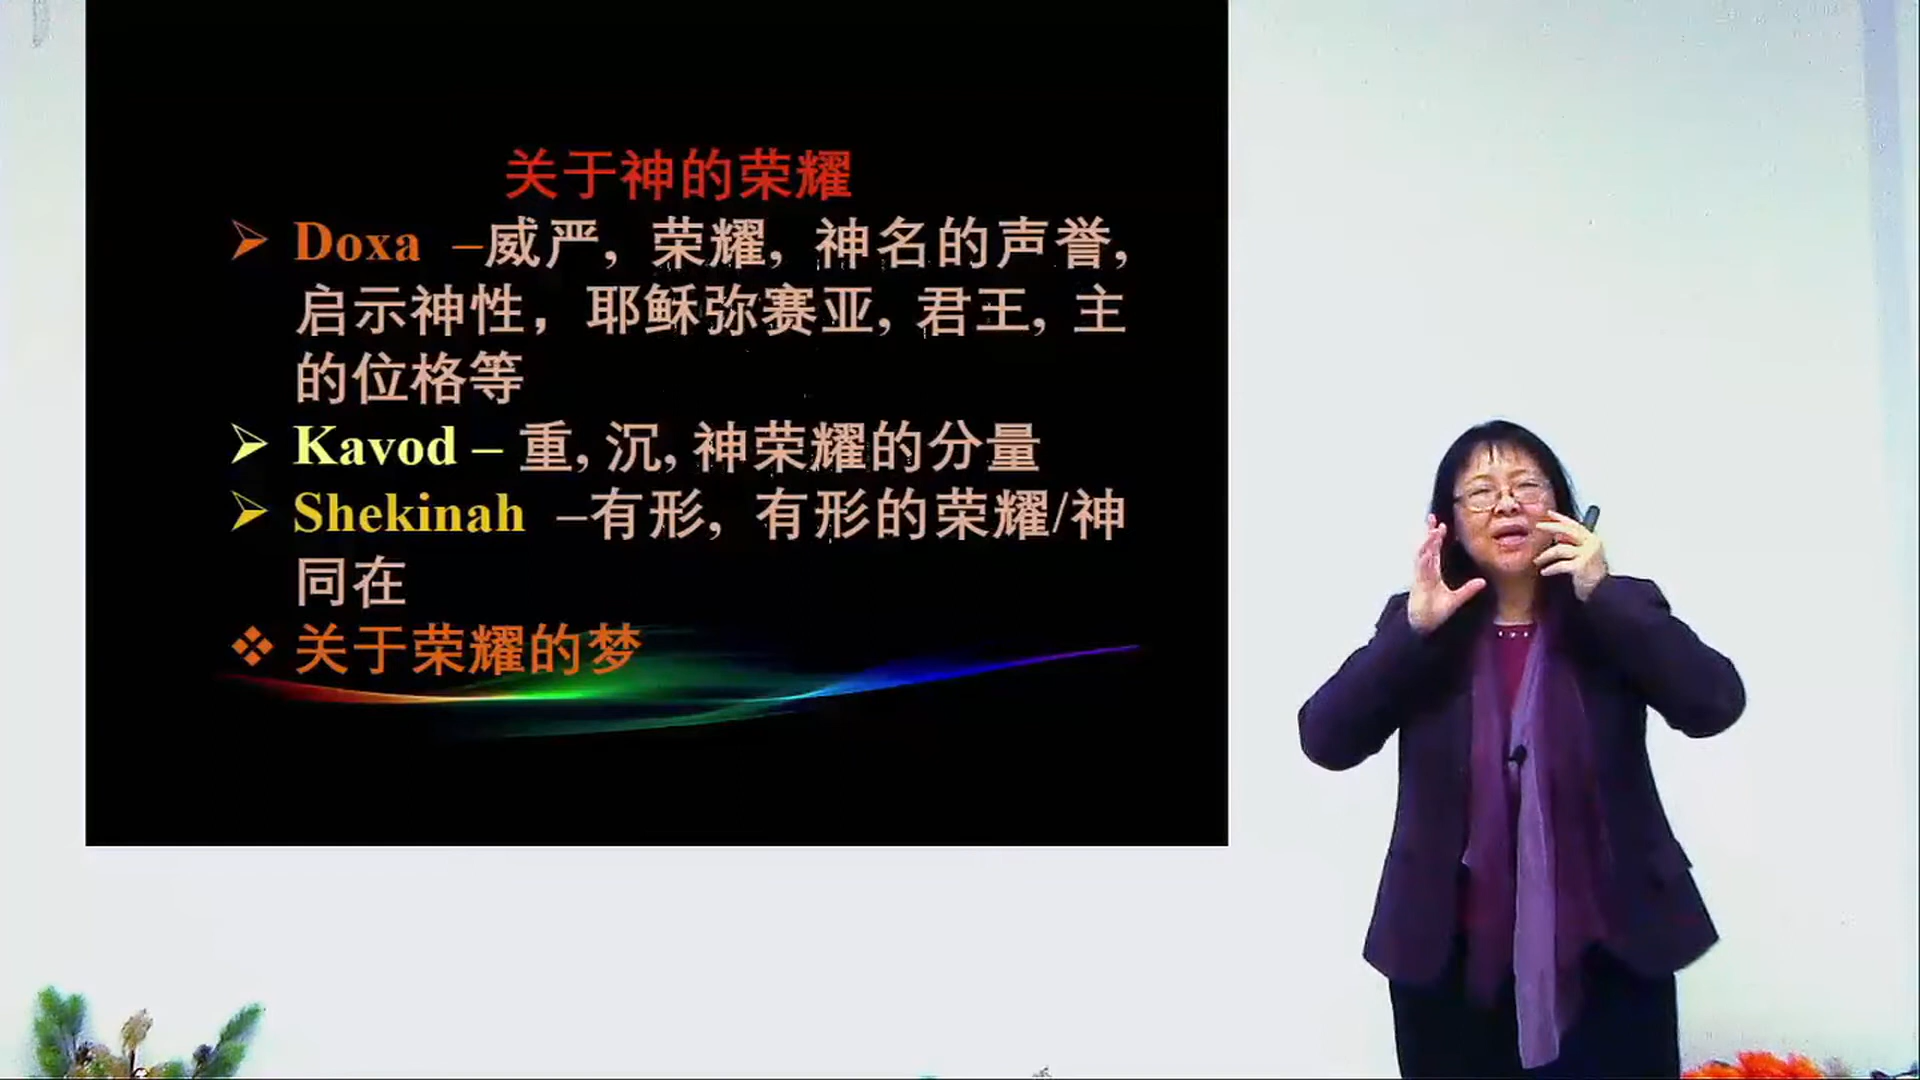 关于神的荣耀
Doxa –威严, 荣耀, 神名的声誉,
启示神性，耶稣弥赛亚, 君王, 主
的位格等
Kavod – 重, 沉, 神荣耀的分量
Shekinah –有形, 有形的荣耀/神
同在
关于荣耀的梦